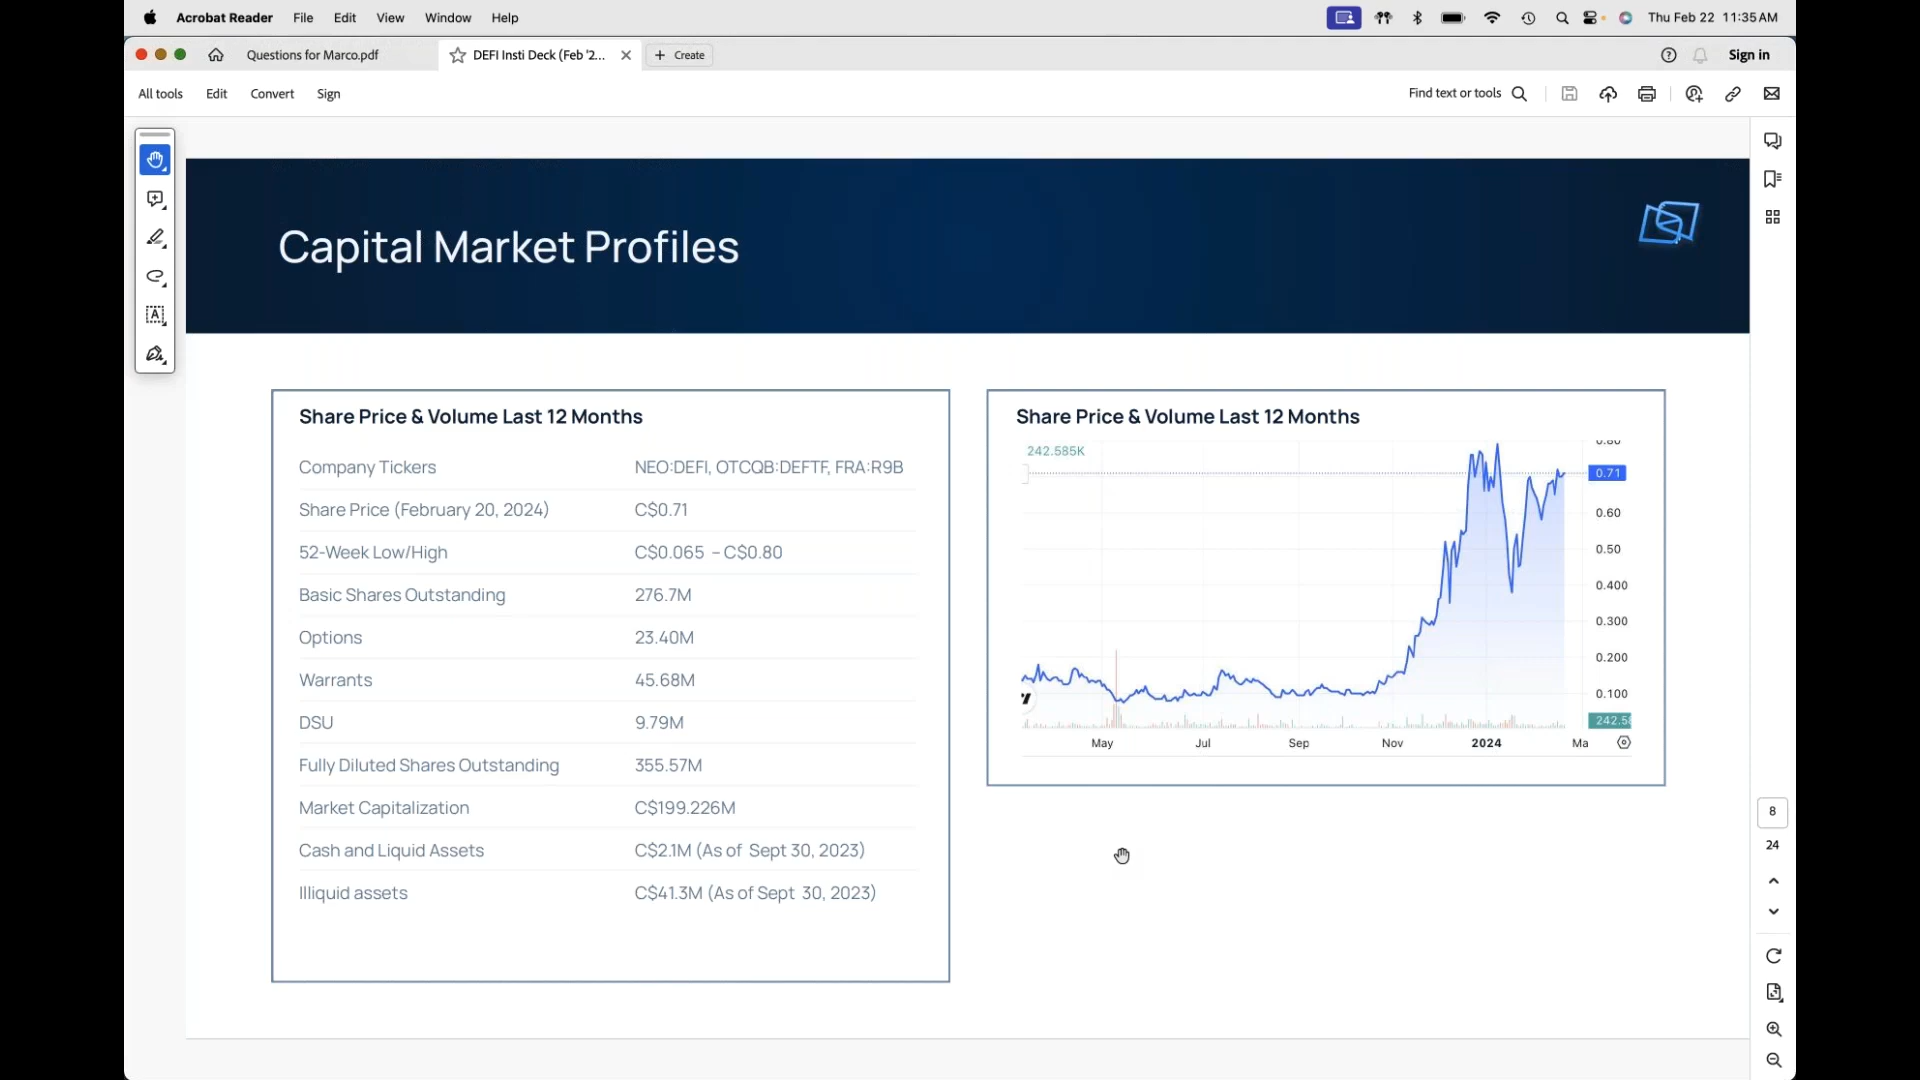 Acrobat Reader File Edit View Window Help Thu Feb 22 11:35 AM
Questions for Marco.pdf DEFI Insti Deck (Feb '2... Create Sign in
All tools Edit Convert Sign Find text or tools
Capital Market Profiles
Share Price & Volume Last 12 Months
Company Tickers NEO:DEFI, OTCQB:DEFTF, FRA:R9B
Share Price (February 20, 2024) C$0.71
52-Week Low/High C$0.065 – C$0.80
Basic Shares Outstanding 276.7M
Options 23.40M
Warrants 45.68M
DSU 9.79M
Fully Diluted Shares Outstanding 355.57M
Market Capitalization C$199.226M
Cash and Liquid Assets C$2.1M (As of Sept 30, 2023)
Illiquid assets C$41.3M (As of Sept 30, 2023)
Share Price & Volume Last 12 Months
242.585K
0.80
0.71
0.60
0.50
0.400
0.300
0.200
0.100
242.58
May Jul Sep Nov 2024 Ma
8
24